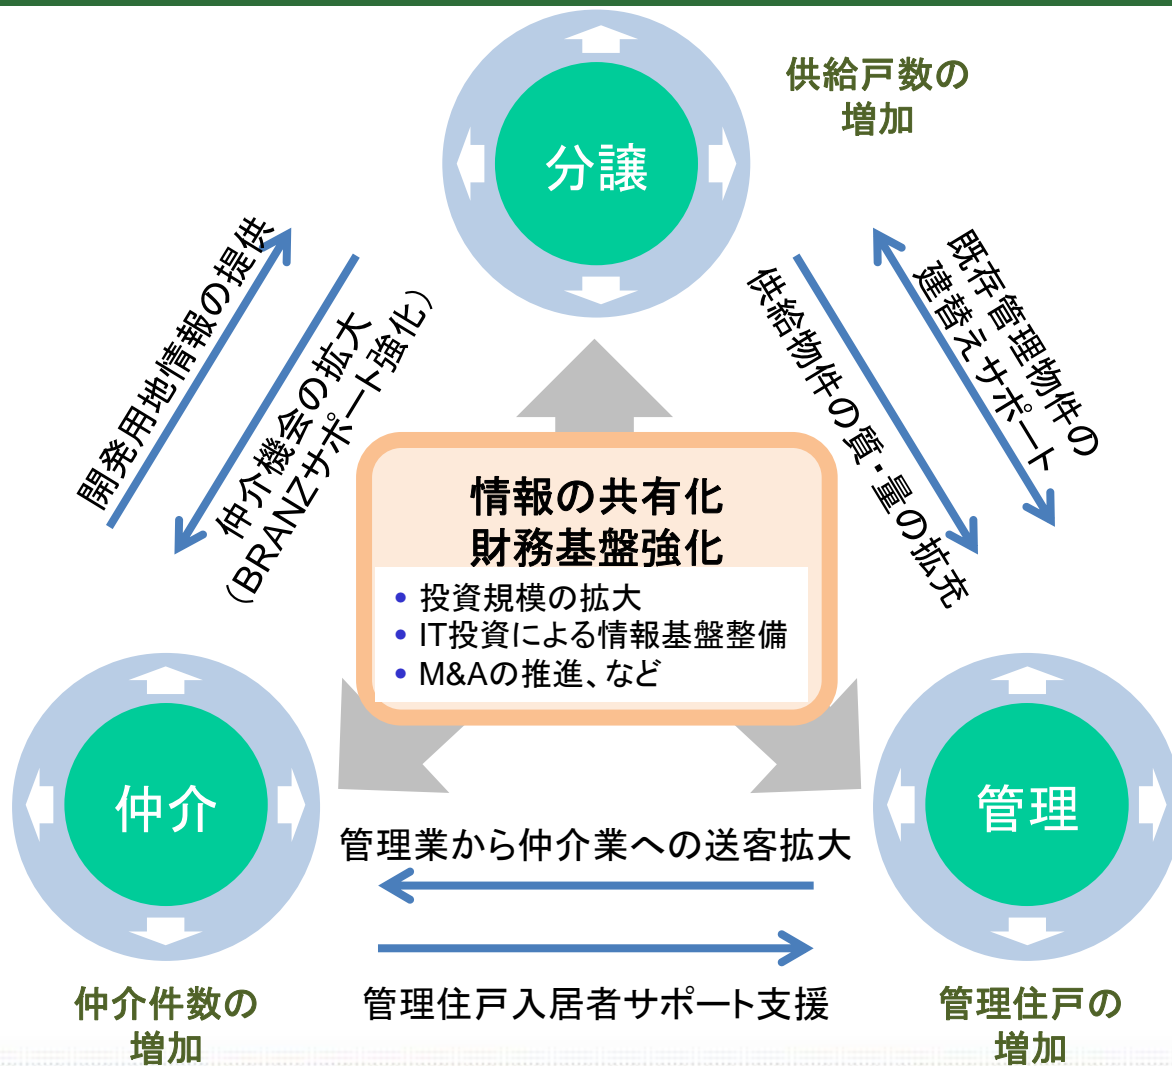 供給戸数の
増加
分譲
開発用地情報の提供
仲介機会の拡大
（BRANZサポート強化）
供給物件の質・量の拡充
既存管理物件の
建替えサポート
情報の共有化
財務基盤強化
• 投資規模の拡大
• IT投資による情報基盤整備
• M&Aの推進、など
仲介
管理
管理業から仲介業への送客拡大
管理住戸入居者サポート支援
仲介件数の
増加
管理住戸の
増加